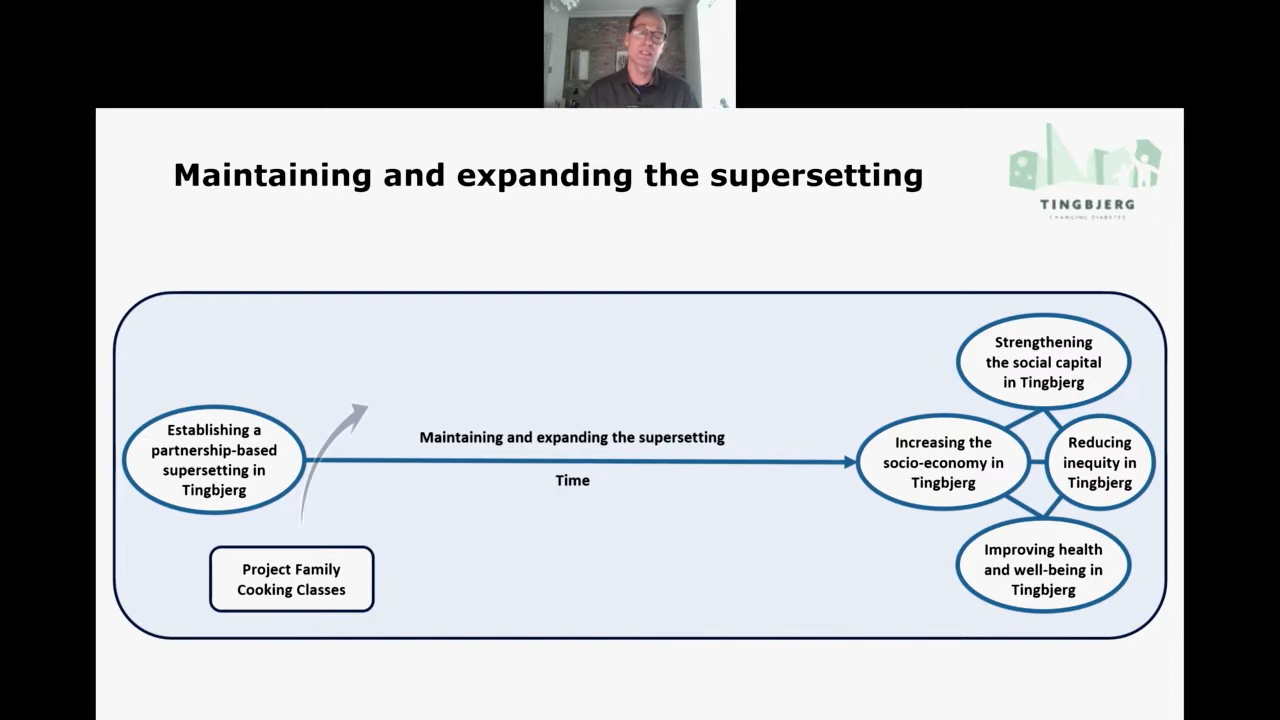 Maintaining and expanding the supersetting
TINGBJERG
CHANGING DIABETES
Strengthening
the social capital
in Tingbjerg
Establishing a
partnership-based
supersetting in
Tingbjerg
Maintaining and expanding the supersetting
Time
Increasing the
socio-economy in
Tingbjerg
Reducing
inequity in
Tingbjerg
Project Family
Cooking Classes
Improving health
and well-being in
Tingbjerg